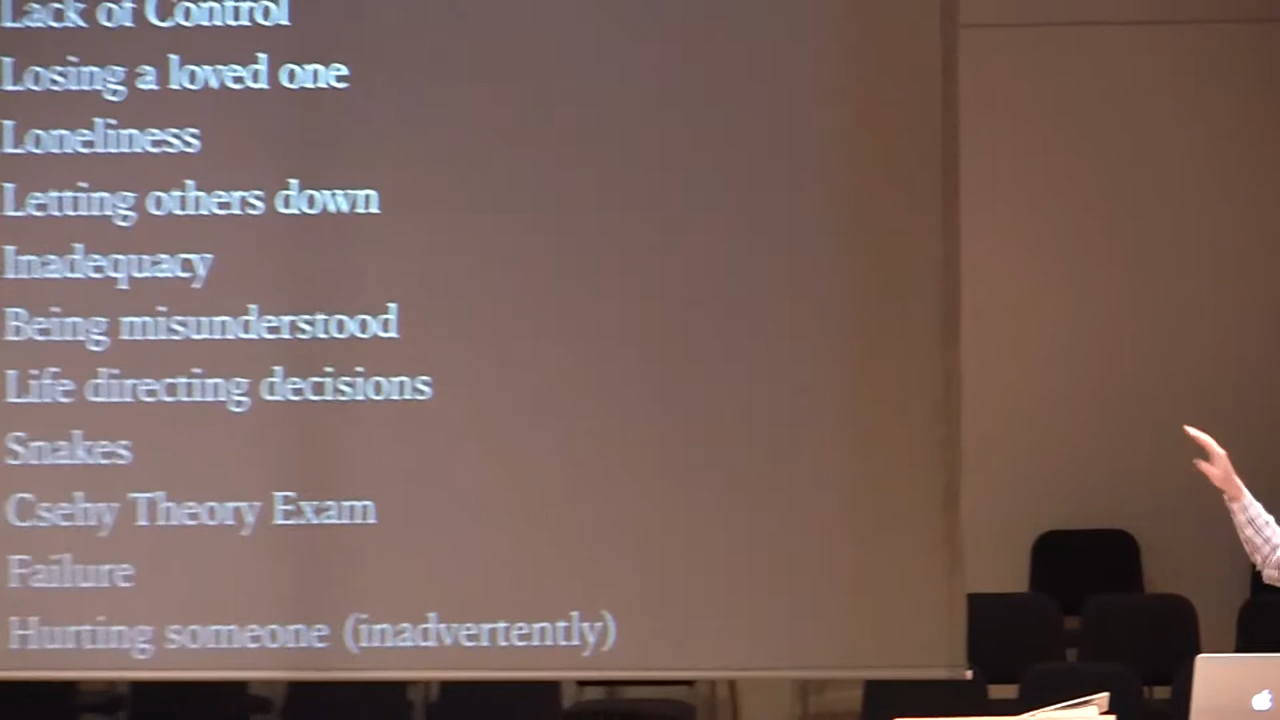 Lack of Control
Losing a loved one
Loneliness
Letting others down
Inadequacy
Being misunderstood
Life directing decisions
Snakes
Csehy Theory Exam
Failure
Hurting someone (inadvertently)